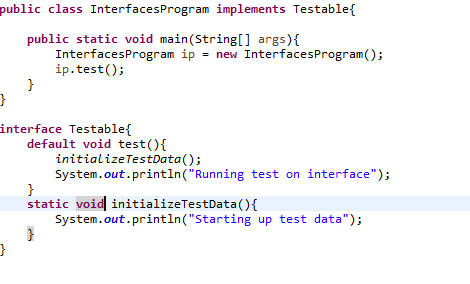 public class InterfacesProgram implements Testable{
public static void main(String[] args){
InterfacesProgram ip = new InterfacesProgram();
ip.test();
}
}
interface Testable{
default void test(){
initializeTestData();
System.out.println("Running test on interface");
}
static void initializeTestData(){
System.out.println("Starting up test data");
}
}